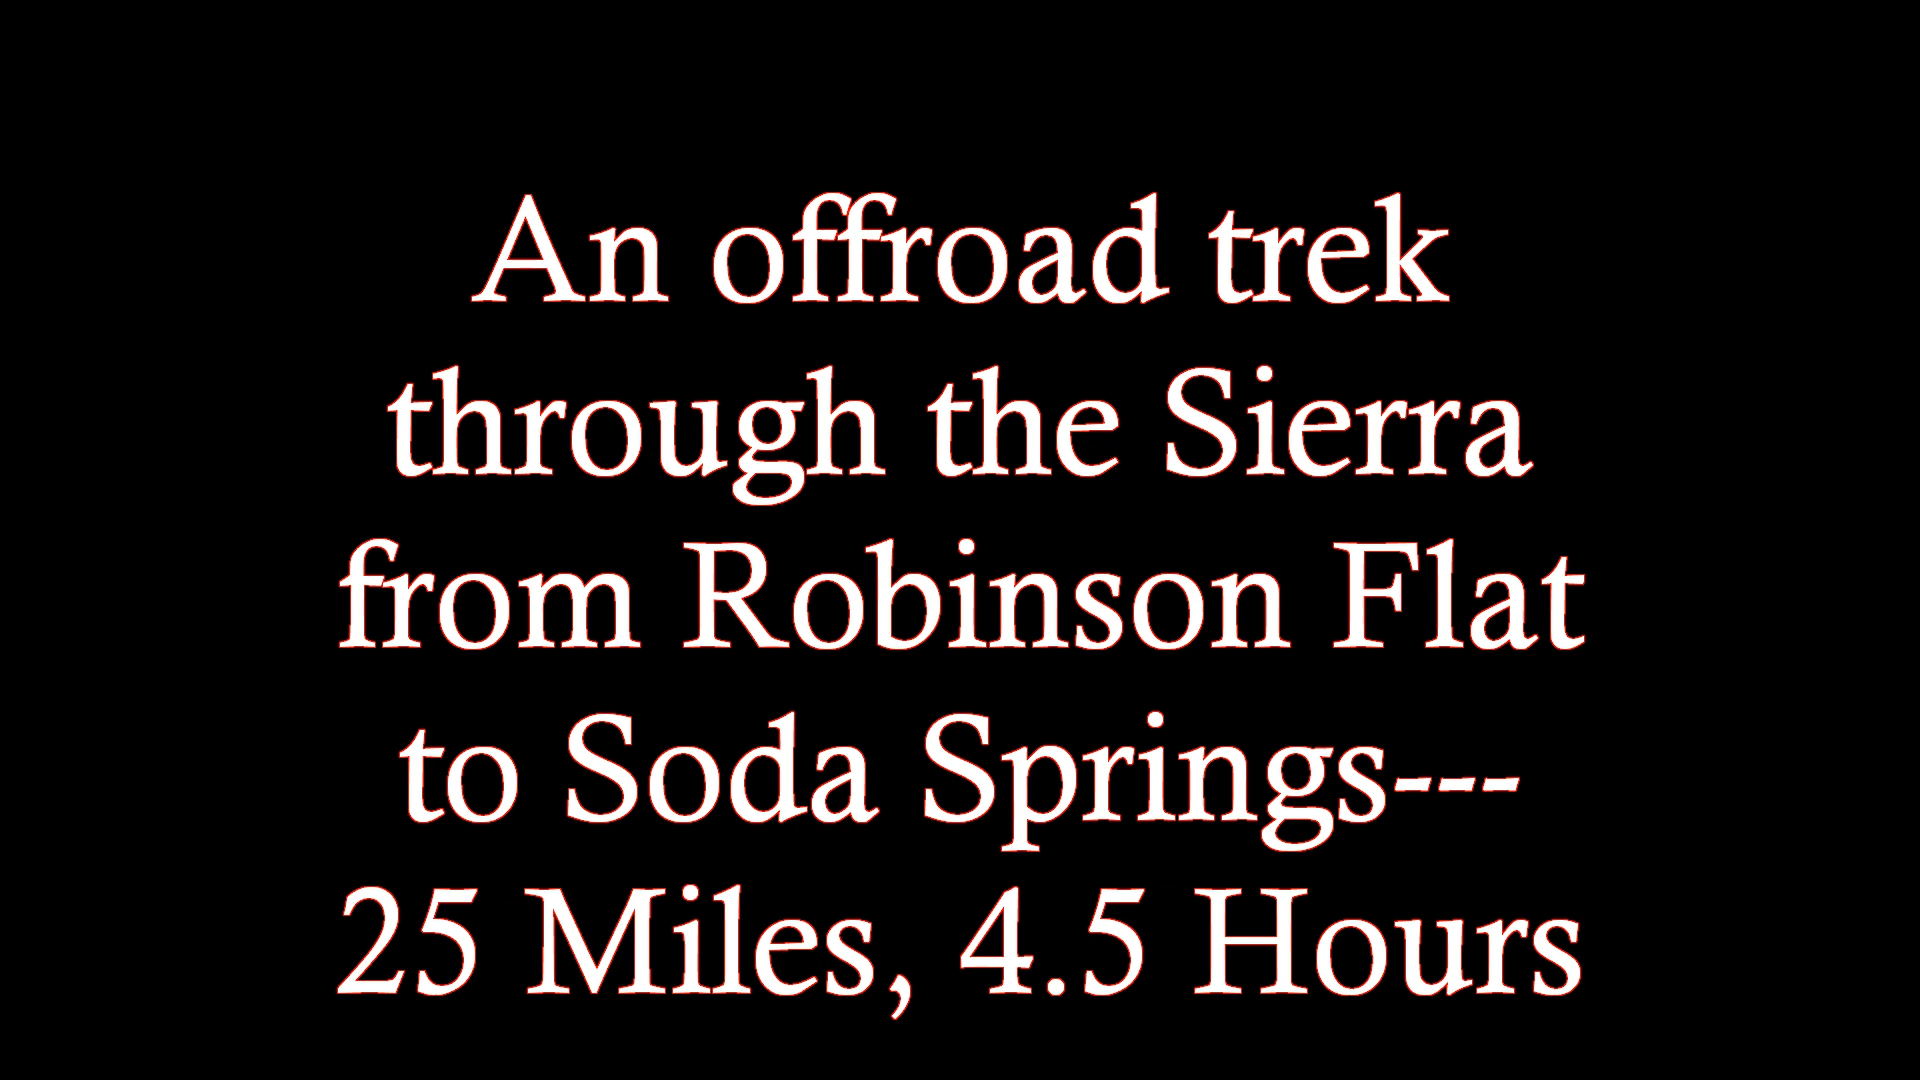 An offroad trek
through the Sierra
from Robinson Flat
to Soda Springs---
25 Miles, 4.5 Hours